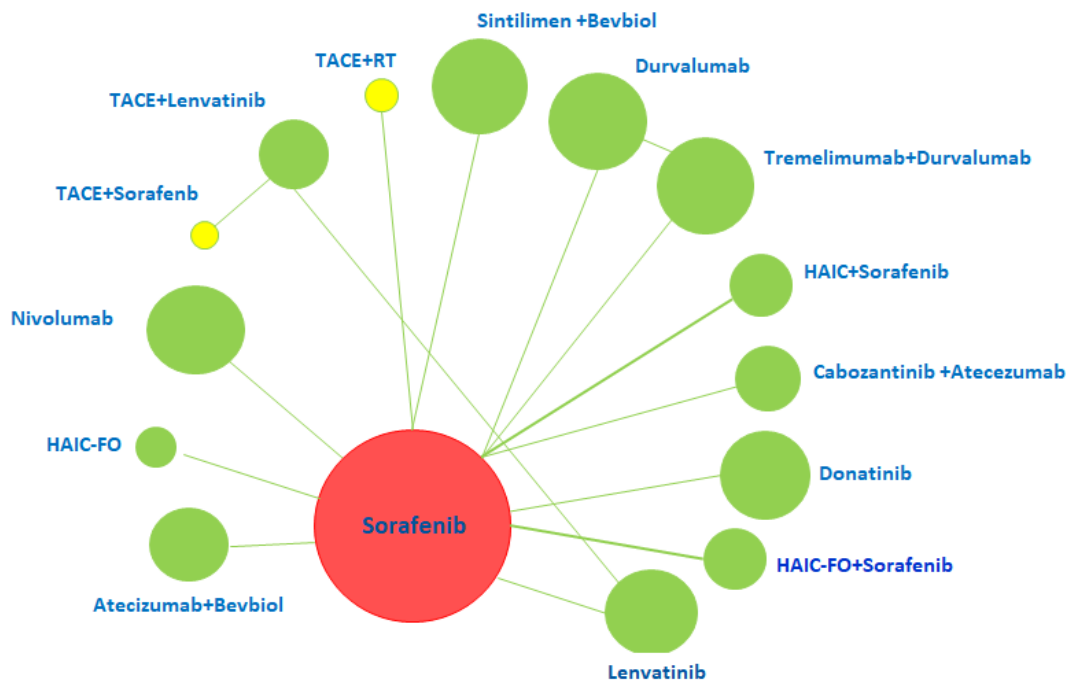 Sintilimen +Bevbiol
TACE+RT
Durvalumab
TACE+Lenvatinib
Tremelimumab+Durvalumab
TACE+Sorafenb
HAIC+Sorafenib
Nivolumab
Cabozantinib +Atecezumab
HAIC-FO
Donatinib
Sorafenib
HAIC-FO+Sorafenib
Atecizumab+Bevbiol
Lenvatinib